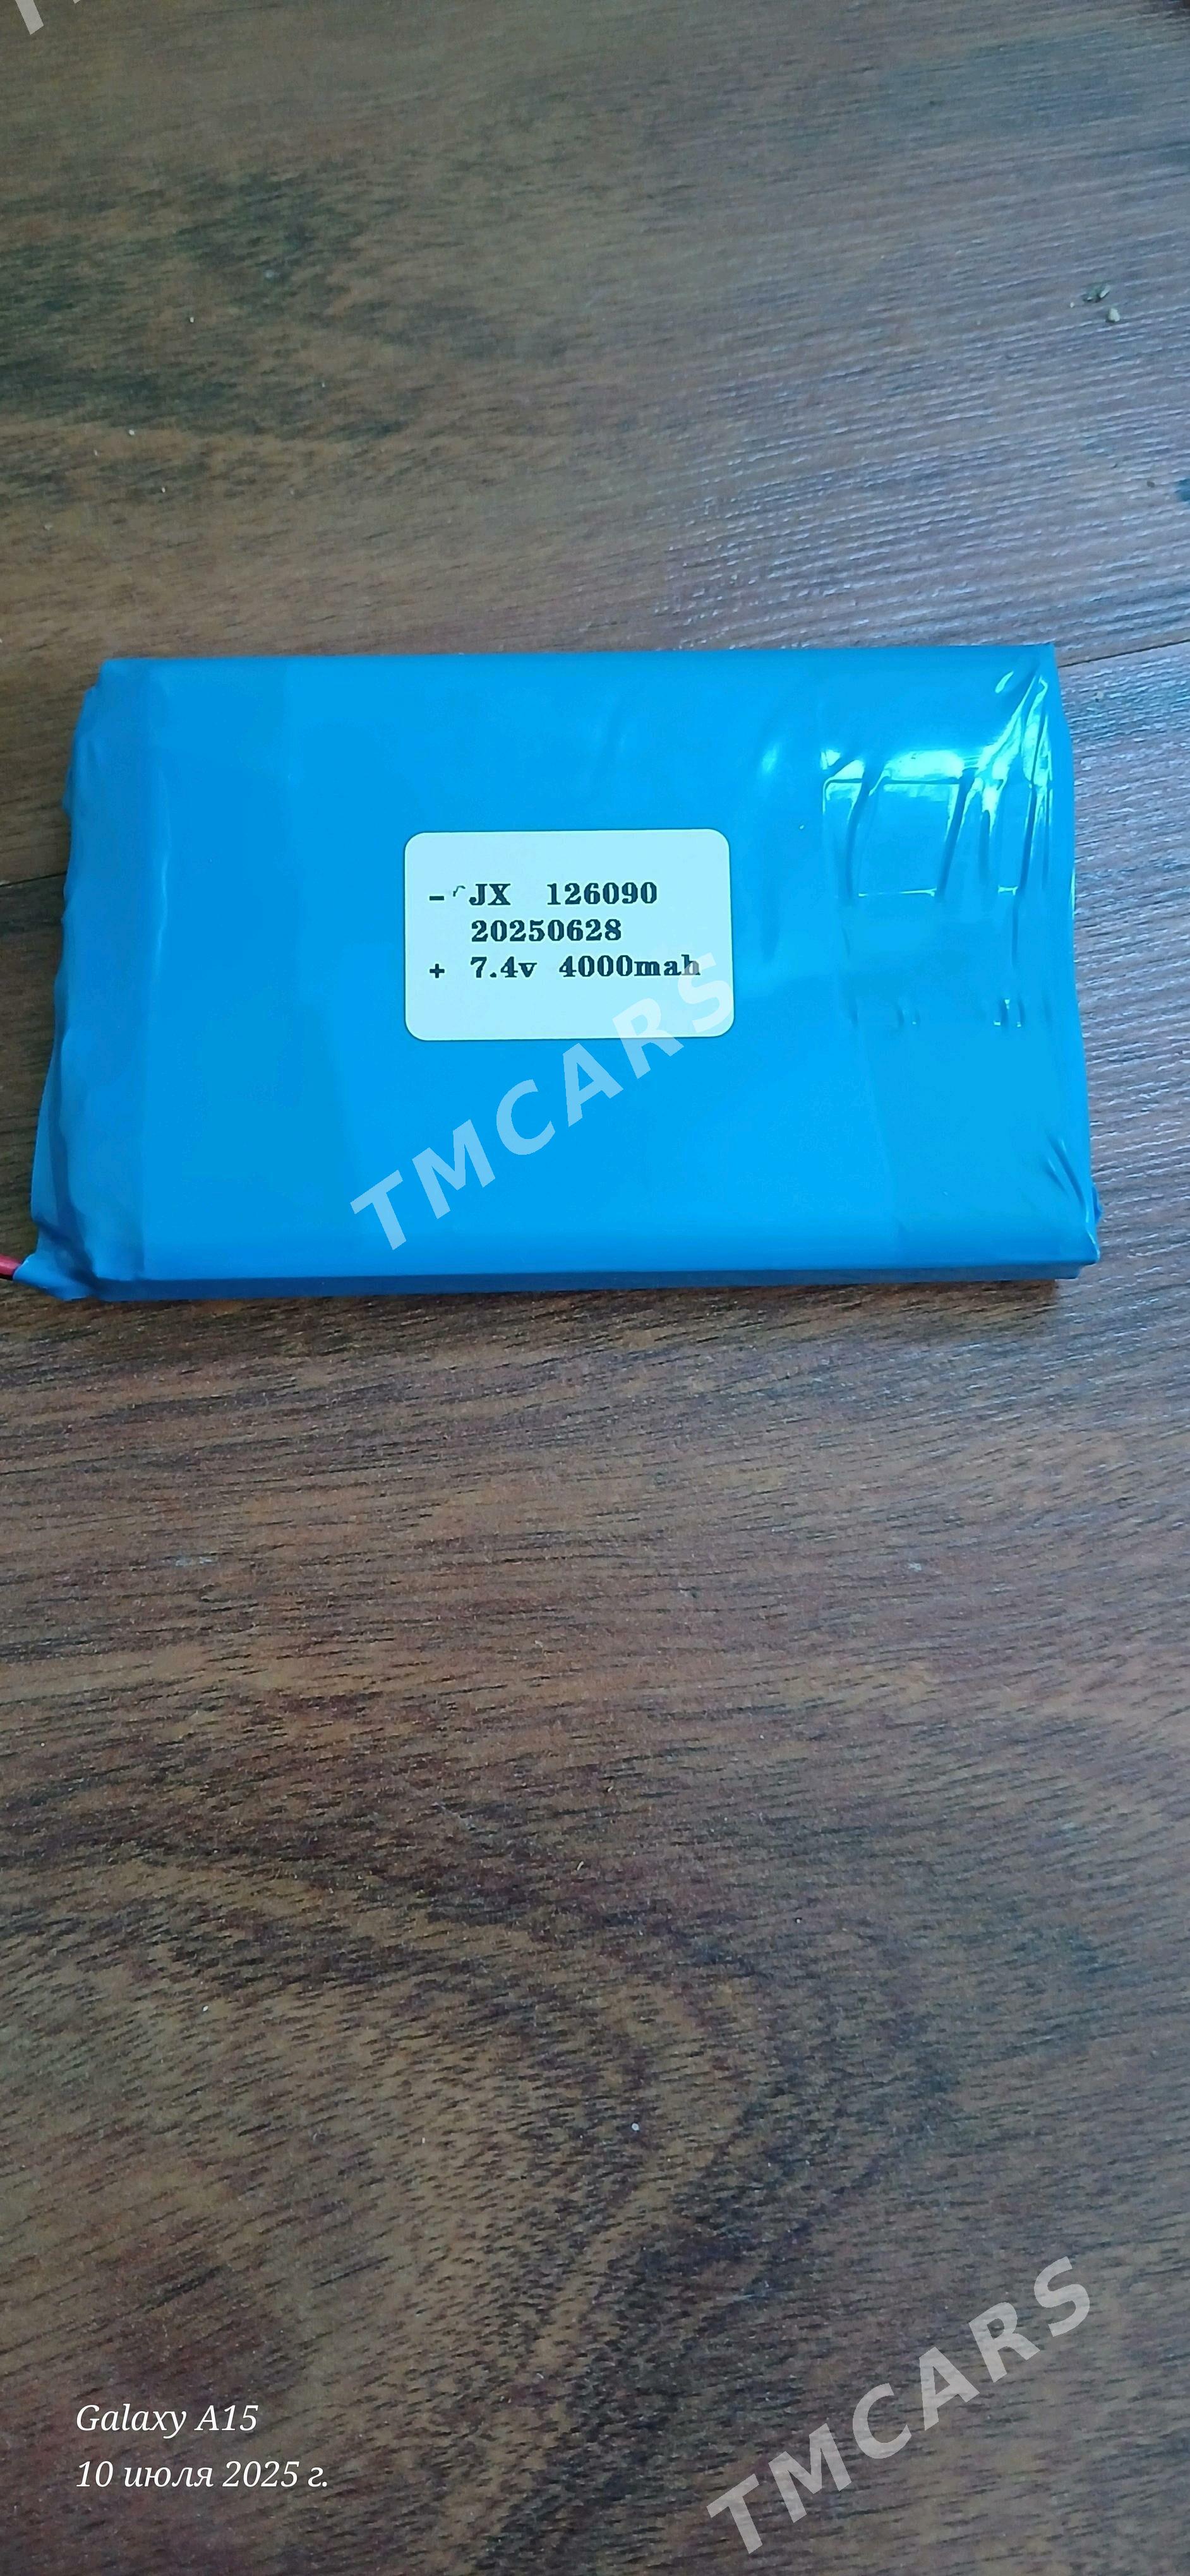 - JX 126090
20250628
+ 7.4v 4000mah
TMCARS
TMCARS
Galaxy A15
10 июля 2025 г.